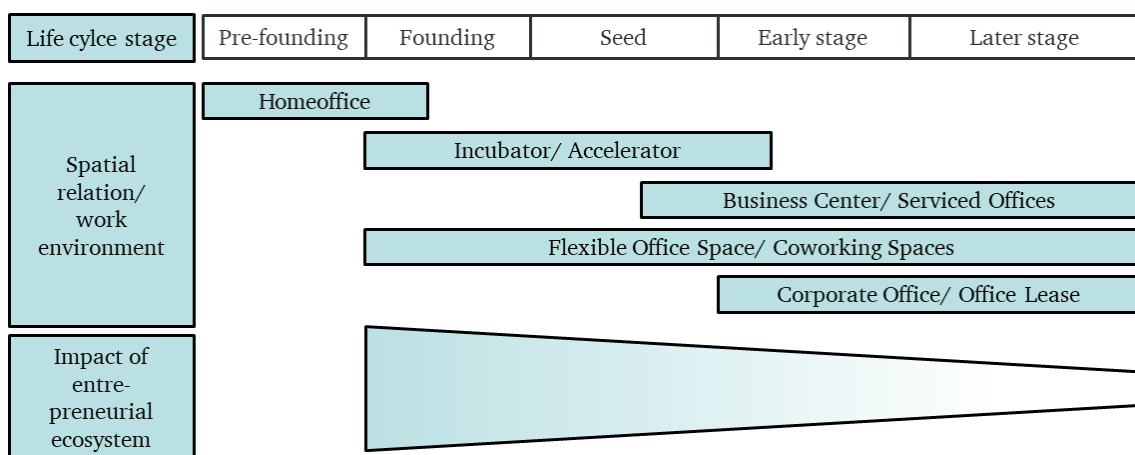 Life cylce stage
Pre-founding
Founding
Seed
Early stage
Later stage
Spatial
relation/
work
environment
Homeoffice
Incubator/ Accelerator
Business Center/ Serviced Offices
Flexible Office Space/ Coworking Spaces
Corporate Office/ Office Lease
Impact of
entre-
preneurial
ecosystem